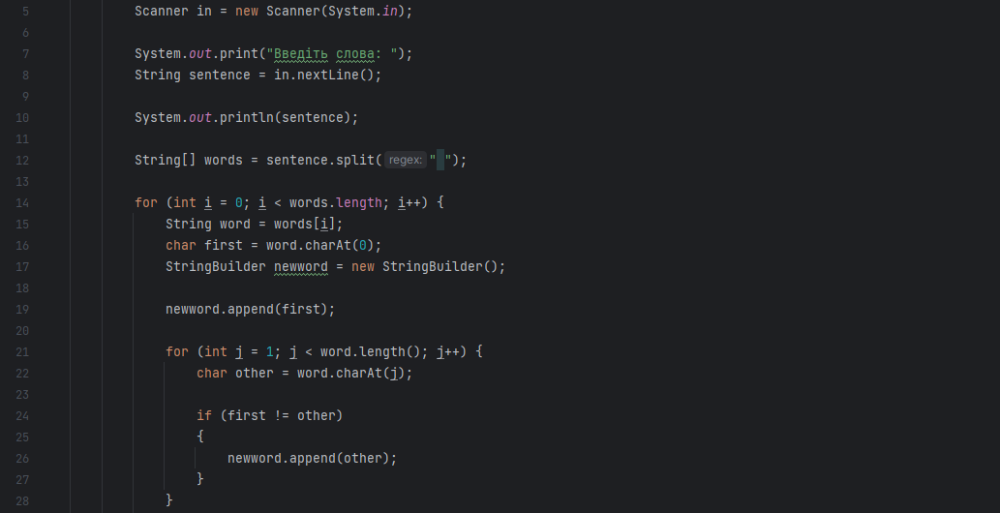 5 Scanner in = new Scanner(System.in);
6
7 System.out.print("Введіть слова: ");
8 String sentence = in.nextLine();
9
10 System.out.println(sentence);
11
12 String[] words = sentence.split( regex: " ");
13
14 for (int i = 0; i < words.length; i++) {
15 String word = words[i];
16 char first = word.charAt(0);
17 StringBuilder newword = new StringBuilder();
18
19 newword.append(first);
20
21 for (int j = 1; j < word.length(); j++) {
22 char other = word.charAt(j);
23
24 if (first != other)
25 {
26 newword.append(other);
27 }
28 }